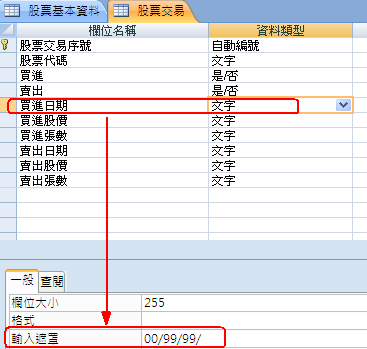 股票基本資料 股票交易
欄位名稱 資料類型
股票交易序號 自動編號
股票代碼 文字
買進 是/否
賣出 是/否
買進日期 文字
買進股價 文字
買進張數 文字
賣出日期 文字
賣出股價 文字
賣出張數 文字
一般 查閱
欄位大小 255
格式
輸入遮罩 00/99/99/